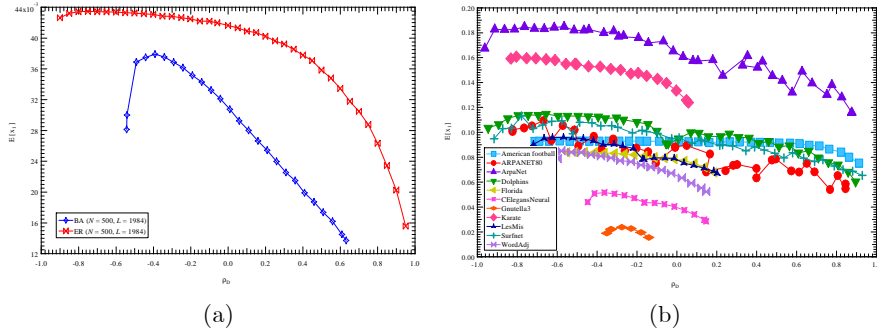 44x10⁻³
40
36
32
28
24
20
16
12
E[x₁]
BA (N = 500, L = 1984)
ER (N = 500, L = 1984)
-1.0 -0.8 -0.6 -0.4 -0.2 0.0 0.2 0.4 0.6 0.8 1.0
ρD
(a)
0.20
0.18
0.16
0.14
0.12
0.10
0.08
0.06
0.04
0.02
0.00
E[x₁]
American football
ARPANET80
ArpaNet
Dolphins
Florida
CElegansNeural
Gnutella3
Karate
LesMis
Surfnet
WordAdj
-1.0 -0.8 -0.6 -0.4 -0.2 0.0 0.2 0.4 0.6 0.8 1.
ρD
(b)